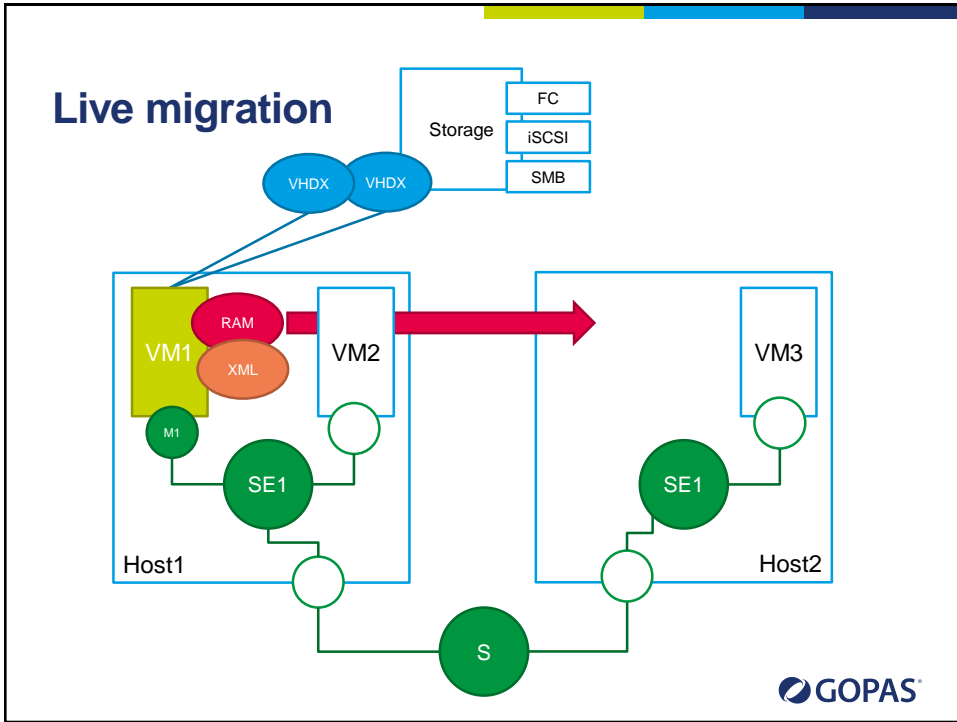 Live migration
Storage
FC
iSCSI
SMB
VHDX
VHDX
VM1
RAM
XML
VM2
VM3
M1
SE1
SE1
Host1
Host2
S
GOPAS